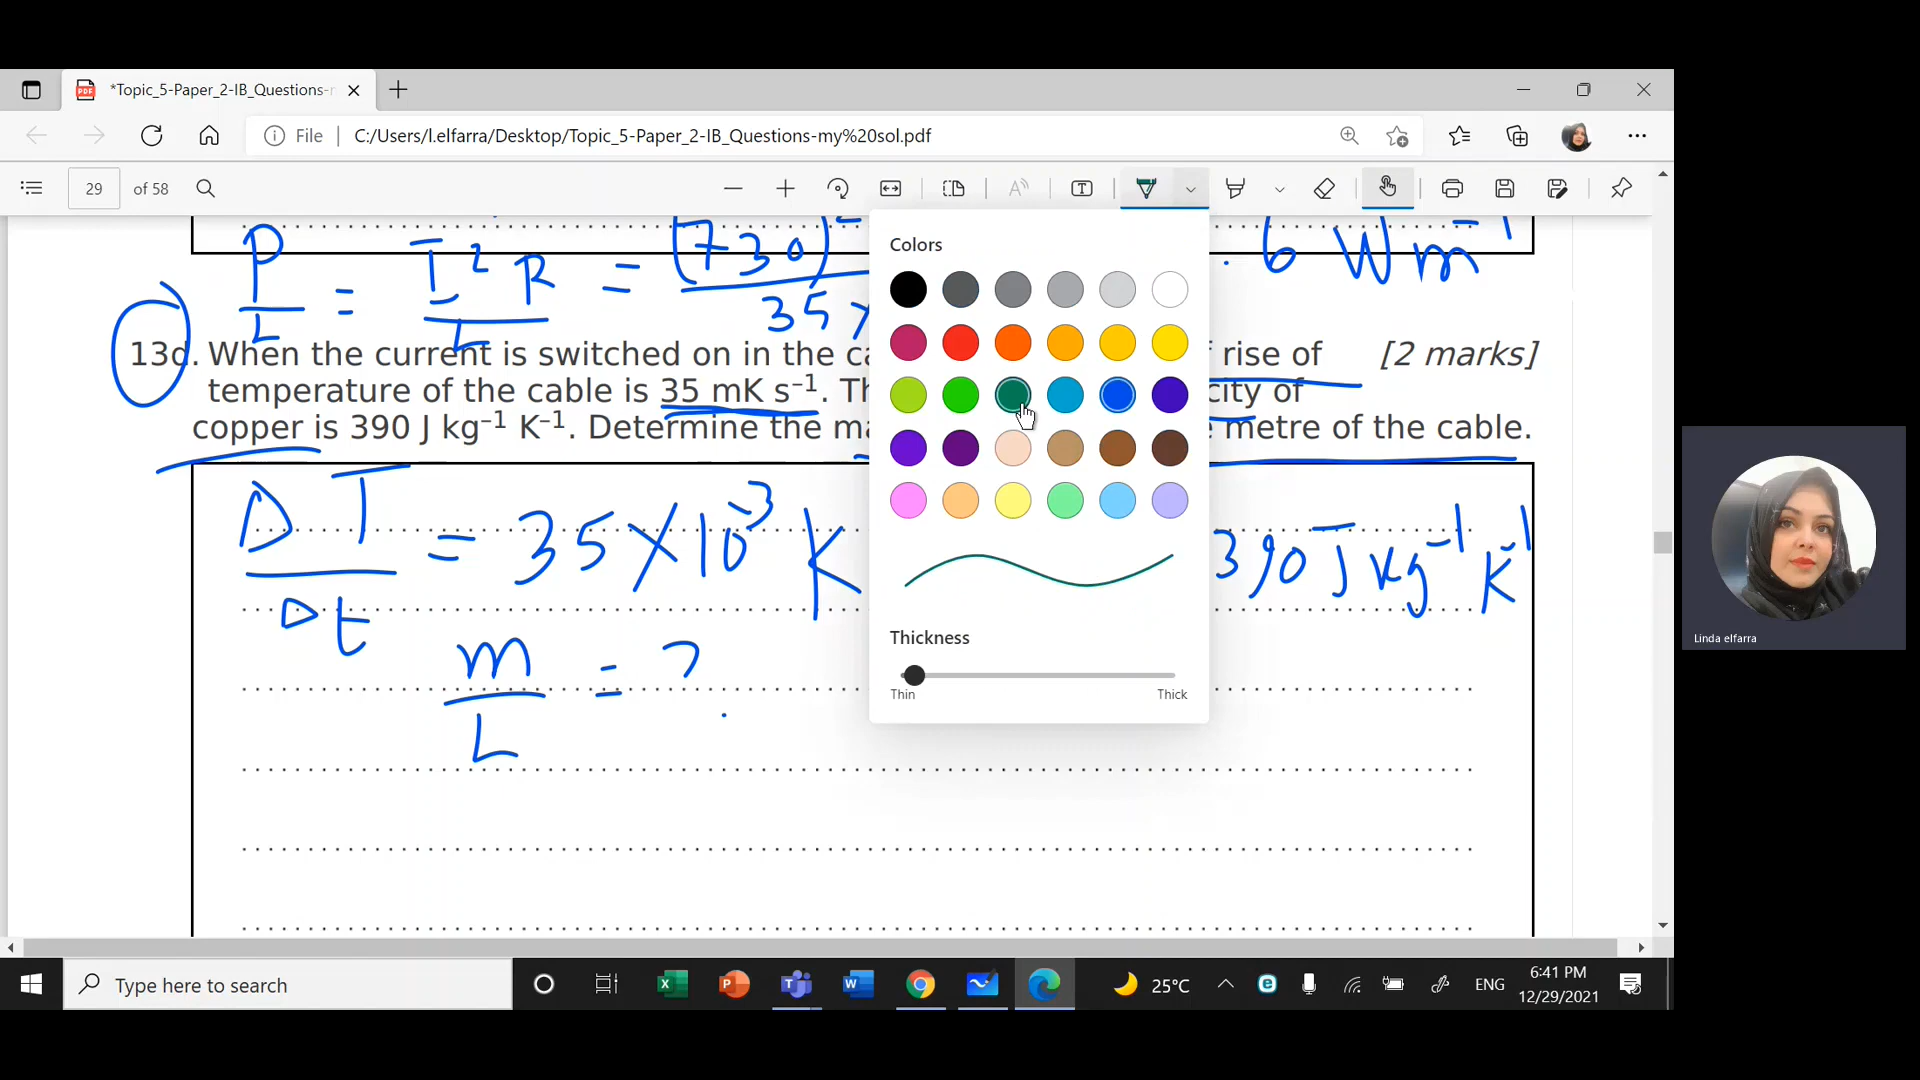 *Topic_5-Paper_2-IB_Questions-
File
C:/Users/l.elfarra/Desktop/Topic_5-Paper_2-IB_Questions-my%20sol.pdf
29 of 58
P/L = I² R/L = (730)²/35 × .6 W m⁻¹
13d. When the current is switched on in the ca rise of [2 marks]
temperature of the cable is 35 mK s⁻¹. Th city of
copper is 390 J kg⁻¹ K⁻¹. Determine the ma metre of the cable.
ΔT/Δt = 35×10⁻³ K 390 J kg⁻¹ K⁻¹
m/L = ?
Colors
Thickness
Thin Thick
Linda elfarra
Type here to search
25°C
ENG
6:41 PM
12/29/2021